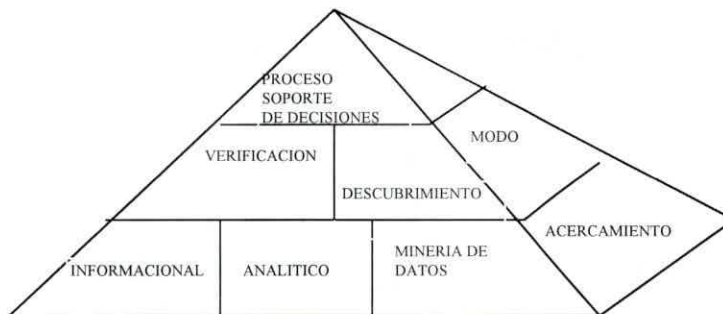 PROCESO
SOPORTE
DE DECISIONES
VERIFICACION
MODO
DESCUBRIMIENTO
ACERCAMIENTO
INFORMACIONAL
ANALITICO
MINERIA DE
DATOS